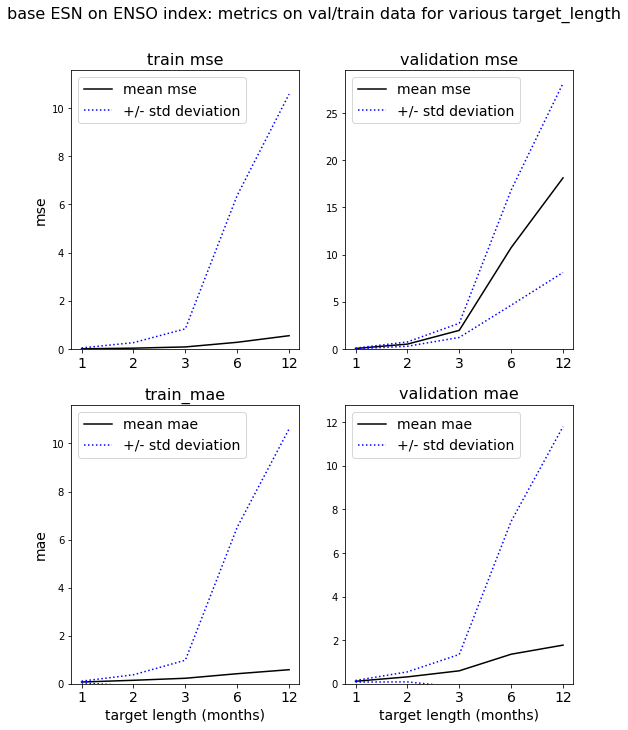 base ESN on ENSO index: metrics on val/train data for various target_length
train mse
validation mse
mean mse
+/- std deviation
mean mse
+/- std deviation
mse
10
8
6
4
2
0
25
20
15
10
5
0
1 2 3 6 12
1 2 3 6 12
train_mae
validation mae
mean mae
+/- std deviation
mean mae
+/- std deviation
mae
10
8
6
4
2
0
12
10
8
6
4
2
0
1 2 3 6 12
1 2 3 6 12
target length (months)
target length (months)